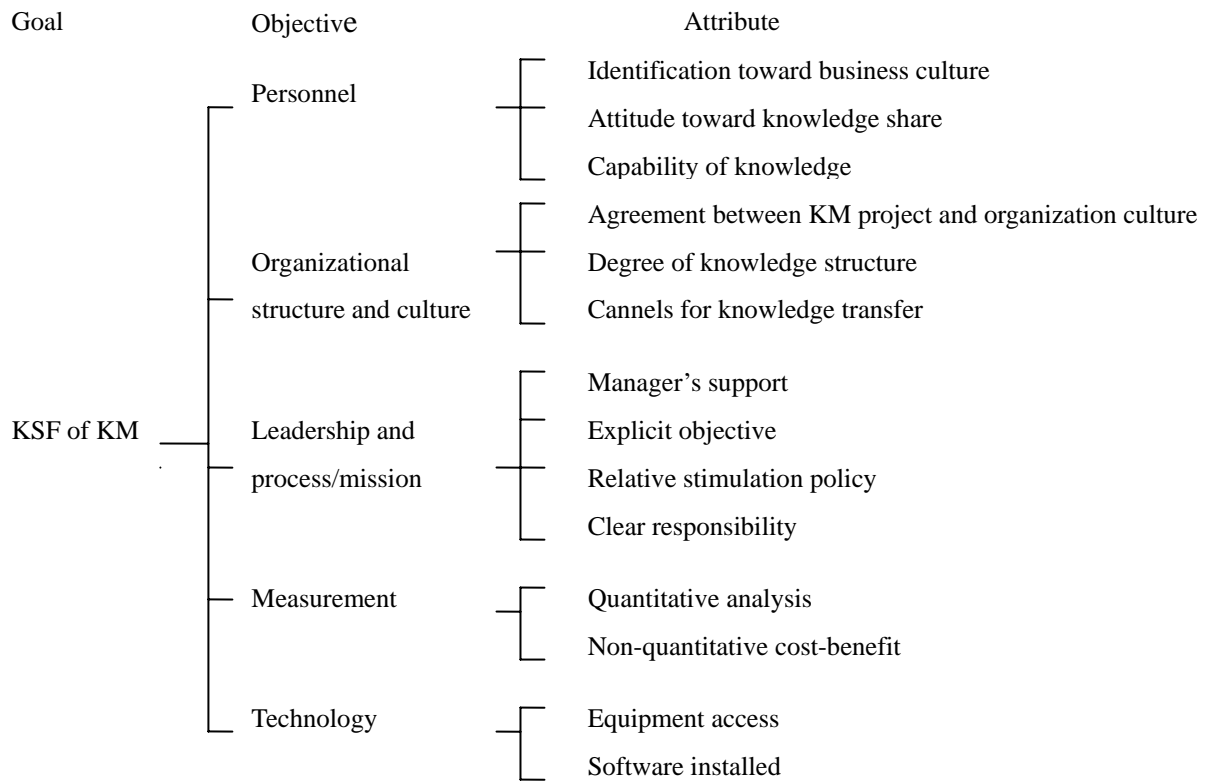 Goal Objective Attribute
Identification toward business culture
Personnel
Attitude toward knowledge share
Capability of knowledge
Agreement between KM project and organization culture
Organizational Degree of knowledge structure
structure and culture Cannels for knowledge transfer
Manager's support
KSF of KM Leadership and Explicit objective
process/mission Relative stimulation policy
Clear responsibility
Measurement Quantitative analysis
Non-quantitative cost-benefit
Technology Equipment access
Software installed